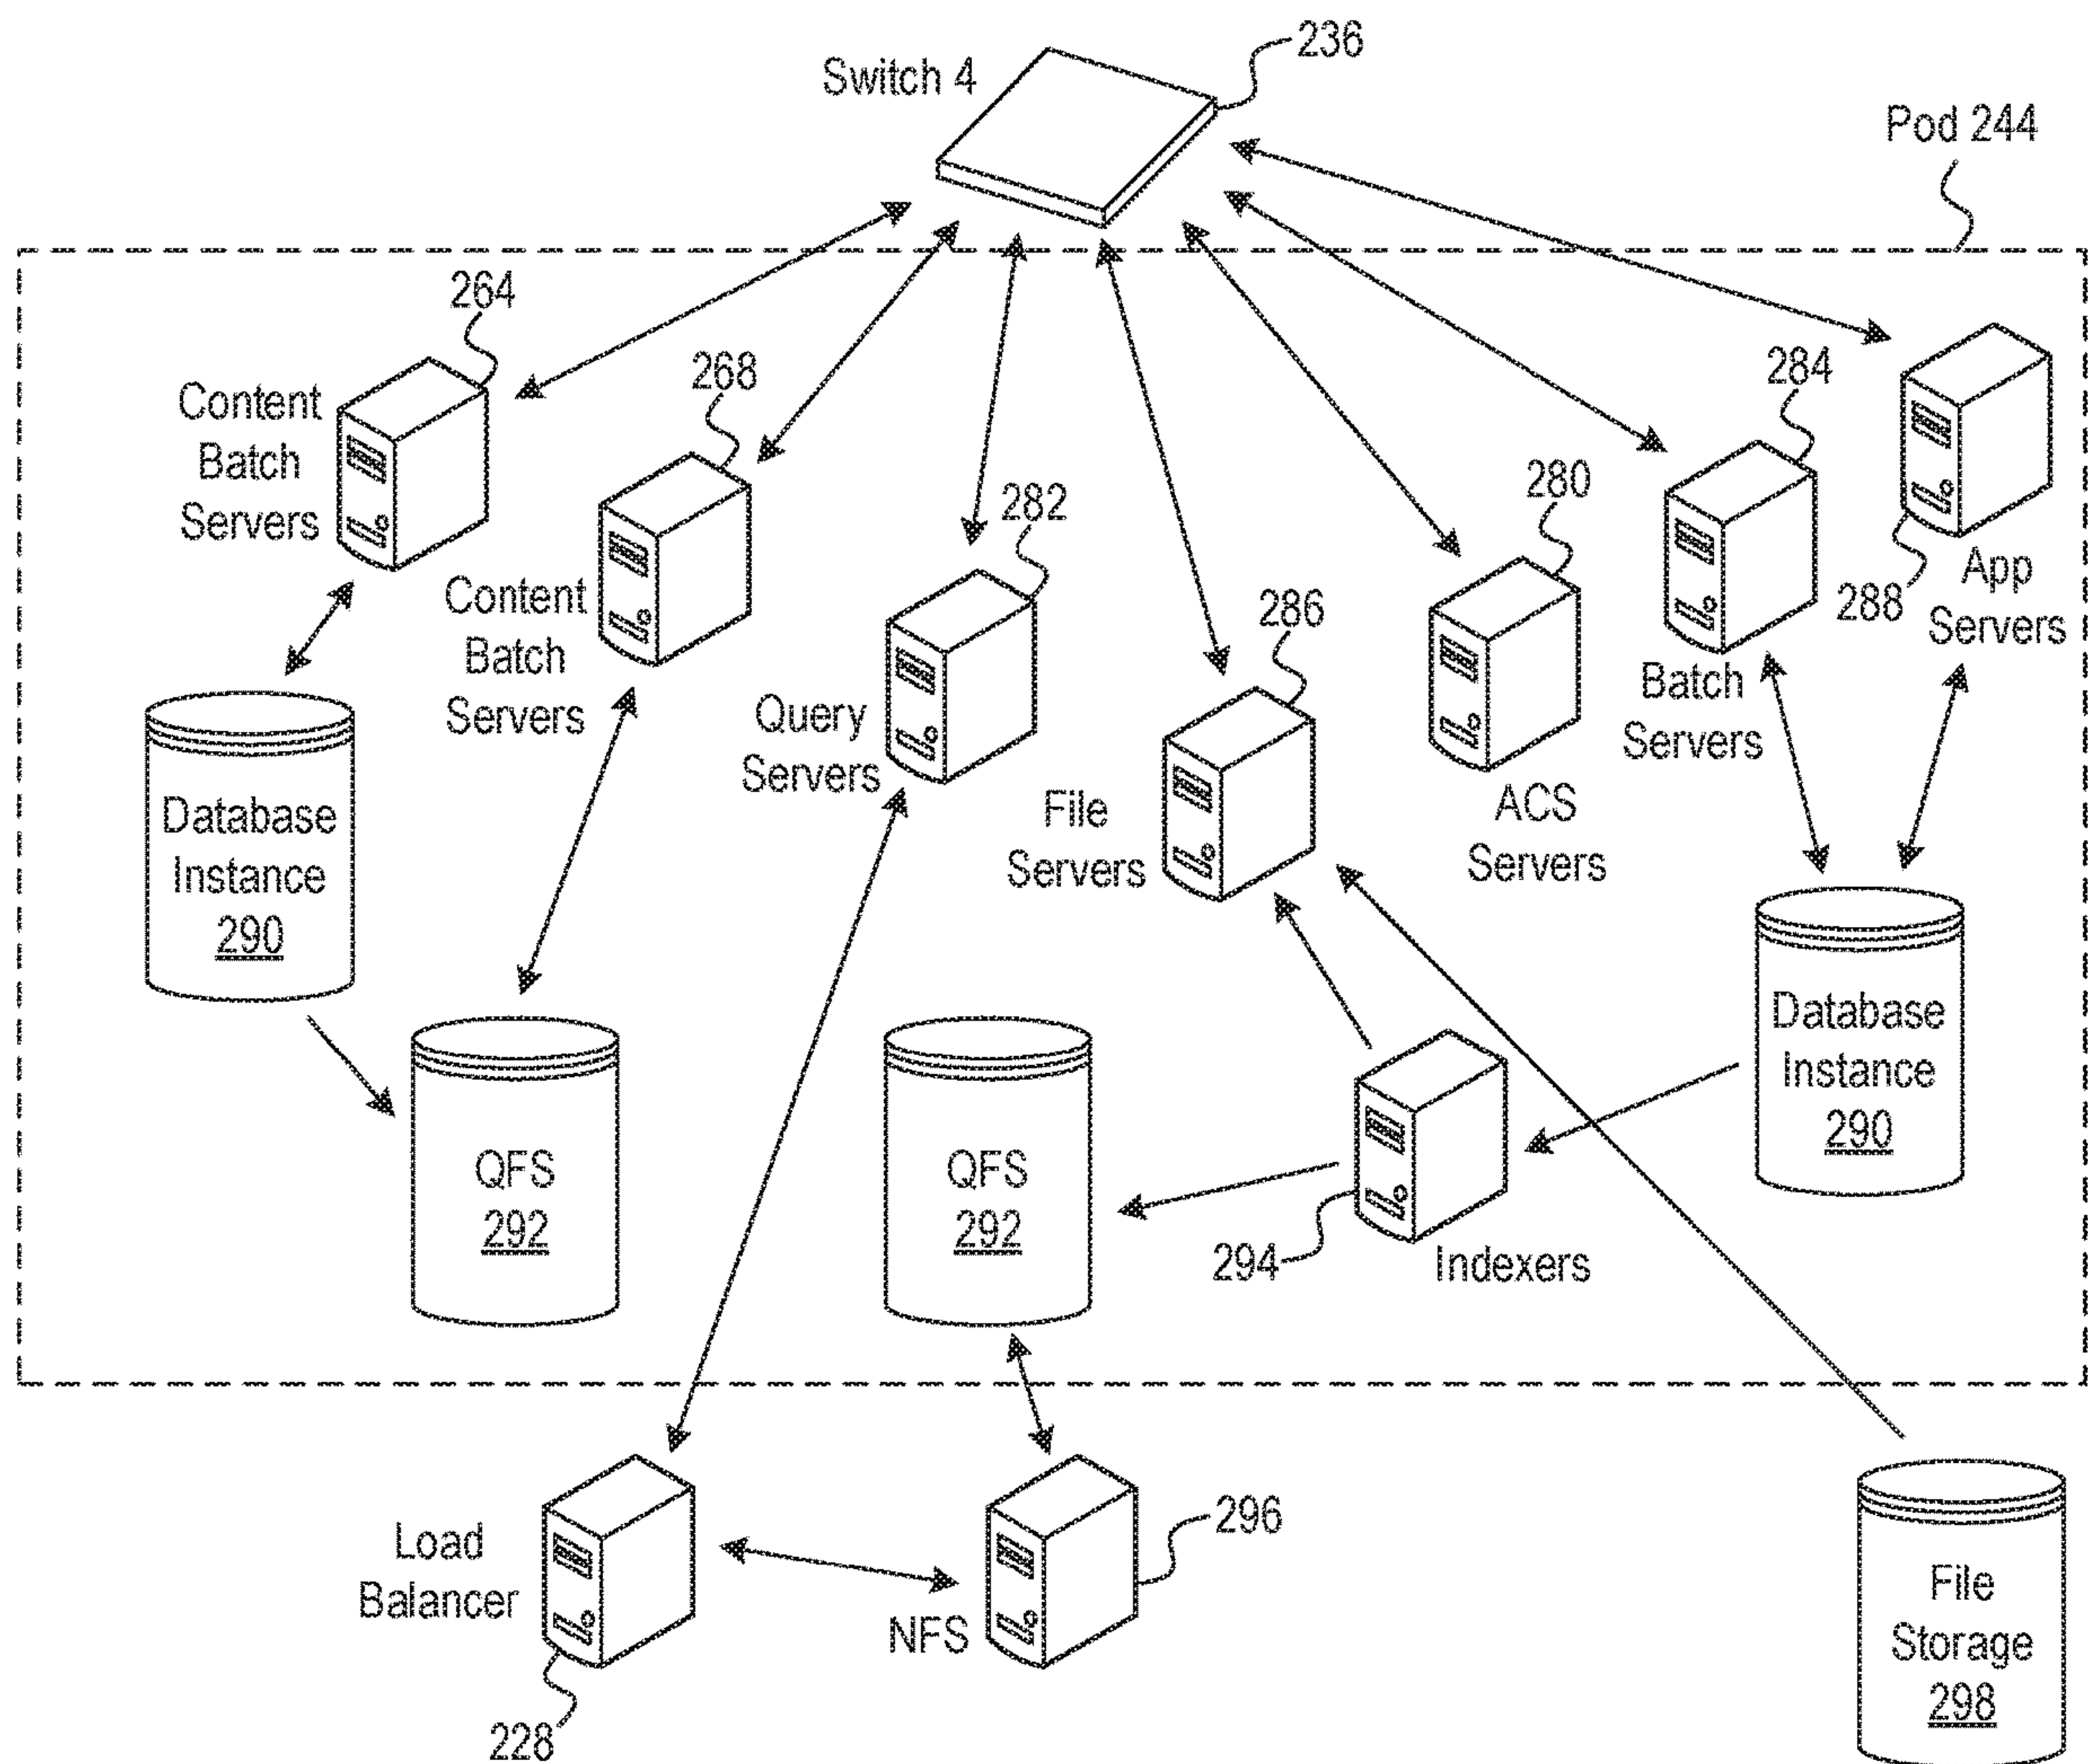 236
Switch 4
Pod 244
264
268
284
Content
Batch
Servers
280
282
App
Servers
288
Content
Batch
Servers
286
Batch
Servers
Query
Servers
File
Servers
ACS
Servers
Database
Instance
290
Database
Instance
290
QFS
292
QFS
292
294
Indexers
296
Load
Balancer
NFS
File
Storage
298
228